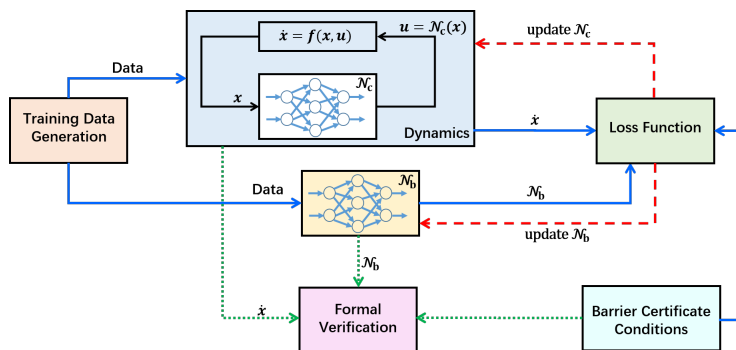 u = 𝒩c(x)
update 𝒩c
ẋ = f(x, u)
Data
𝒩c
x
Training Data
Generation
Dynamics
ẋ
Loss Function
Data
𝒩b
𝒩b
update 𝒩b
𝒩b
ẋ
Formal
Verification
Barrier Certificate
Conditions